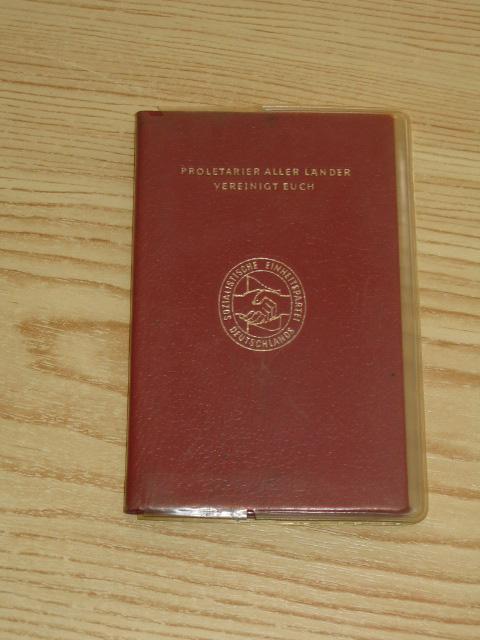 PROLETARIER ALLER LÄNDER
VEREINIGT EUCH
SOZIALISTISCHE EINHEITSPARTEI
DEUTSCHLANDS